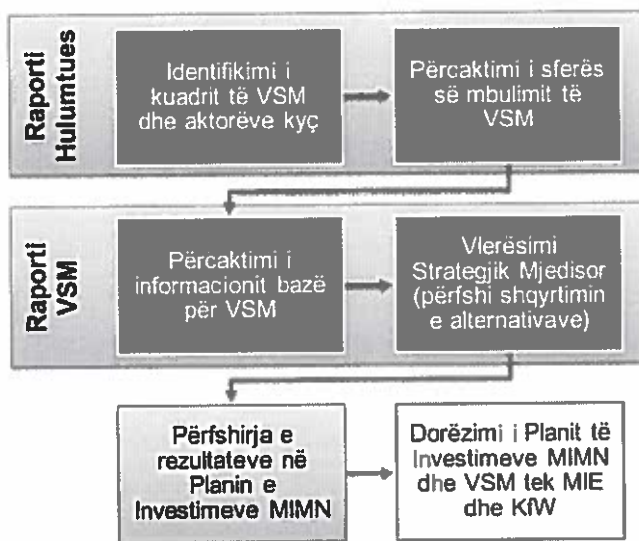 Raporti
Hulumtues
Identifikimi i
kuadrit të VSM
dhe aktorëve kyç
Përcaktimi i sferës
së mbulimit të
VSM
Raporti
VSM
Përcaktimi i
informacionit bazë
për VSM
Vlerësimi
Strategjik Mjedisor
(përfshi shqyrtimin
e alternativave)
Përfshirja e
rezultateve në
Planin e
Investimeve MIMN
Dorëzimi i Planit të
Investimeve MIMN
dhe VSM tek MIE
dhe KfW